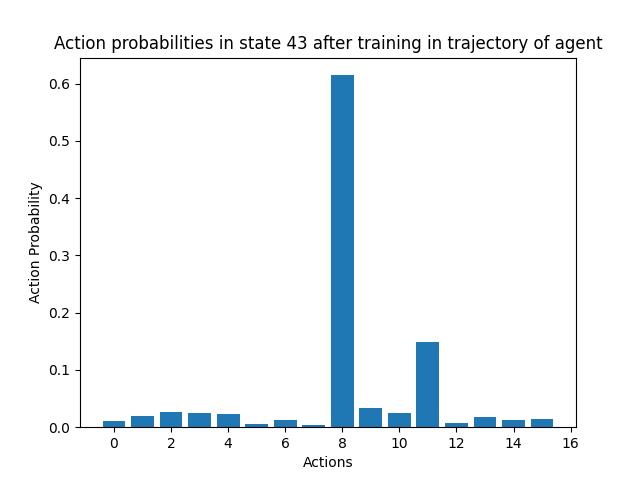 Action probabilities in state 43 after training in trajectory of agent
Action Probability
0.6
0.5
0.4
0.3
0.2
0.1
0.0
0 2 4 6 8 10 12 14 16
Actions